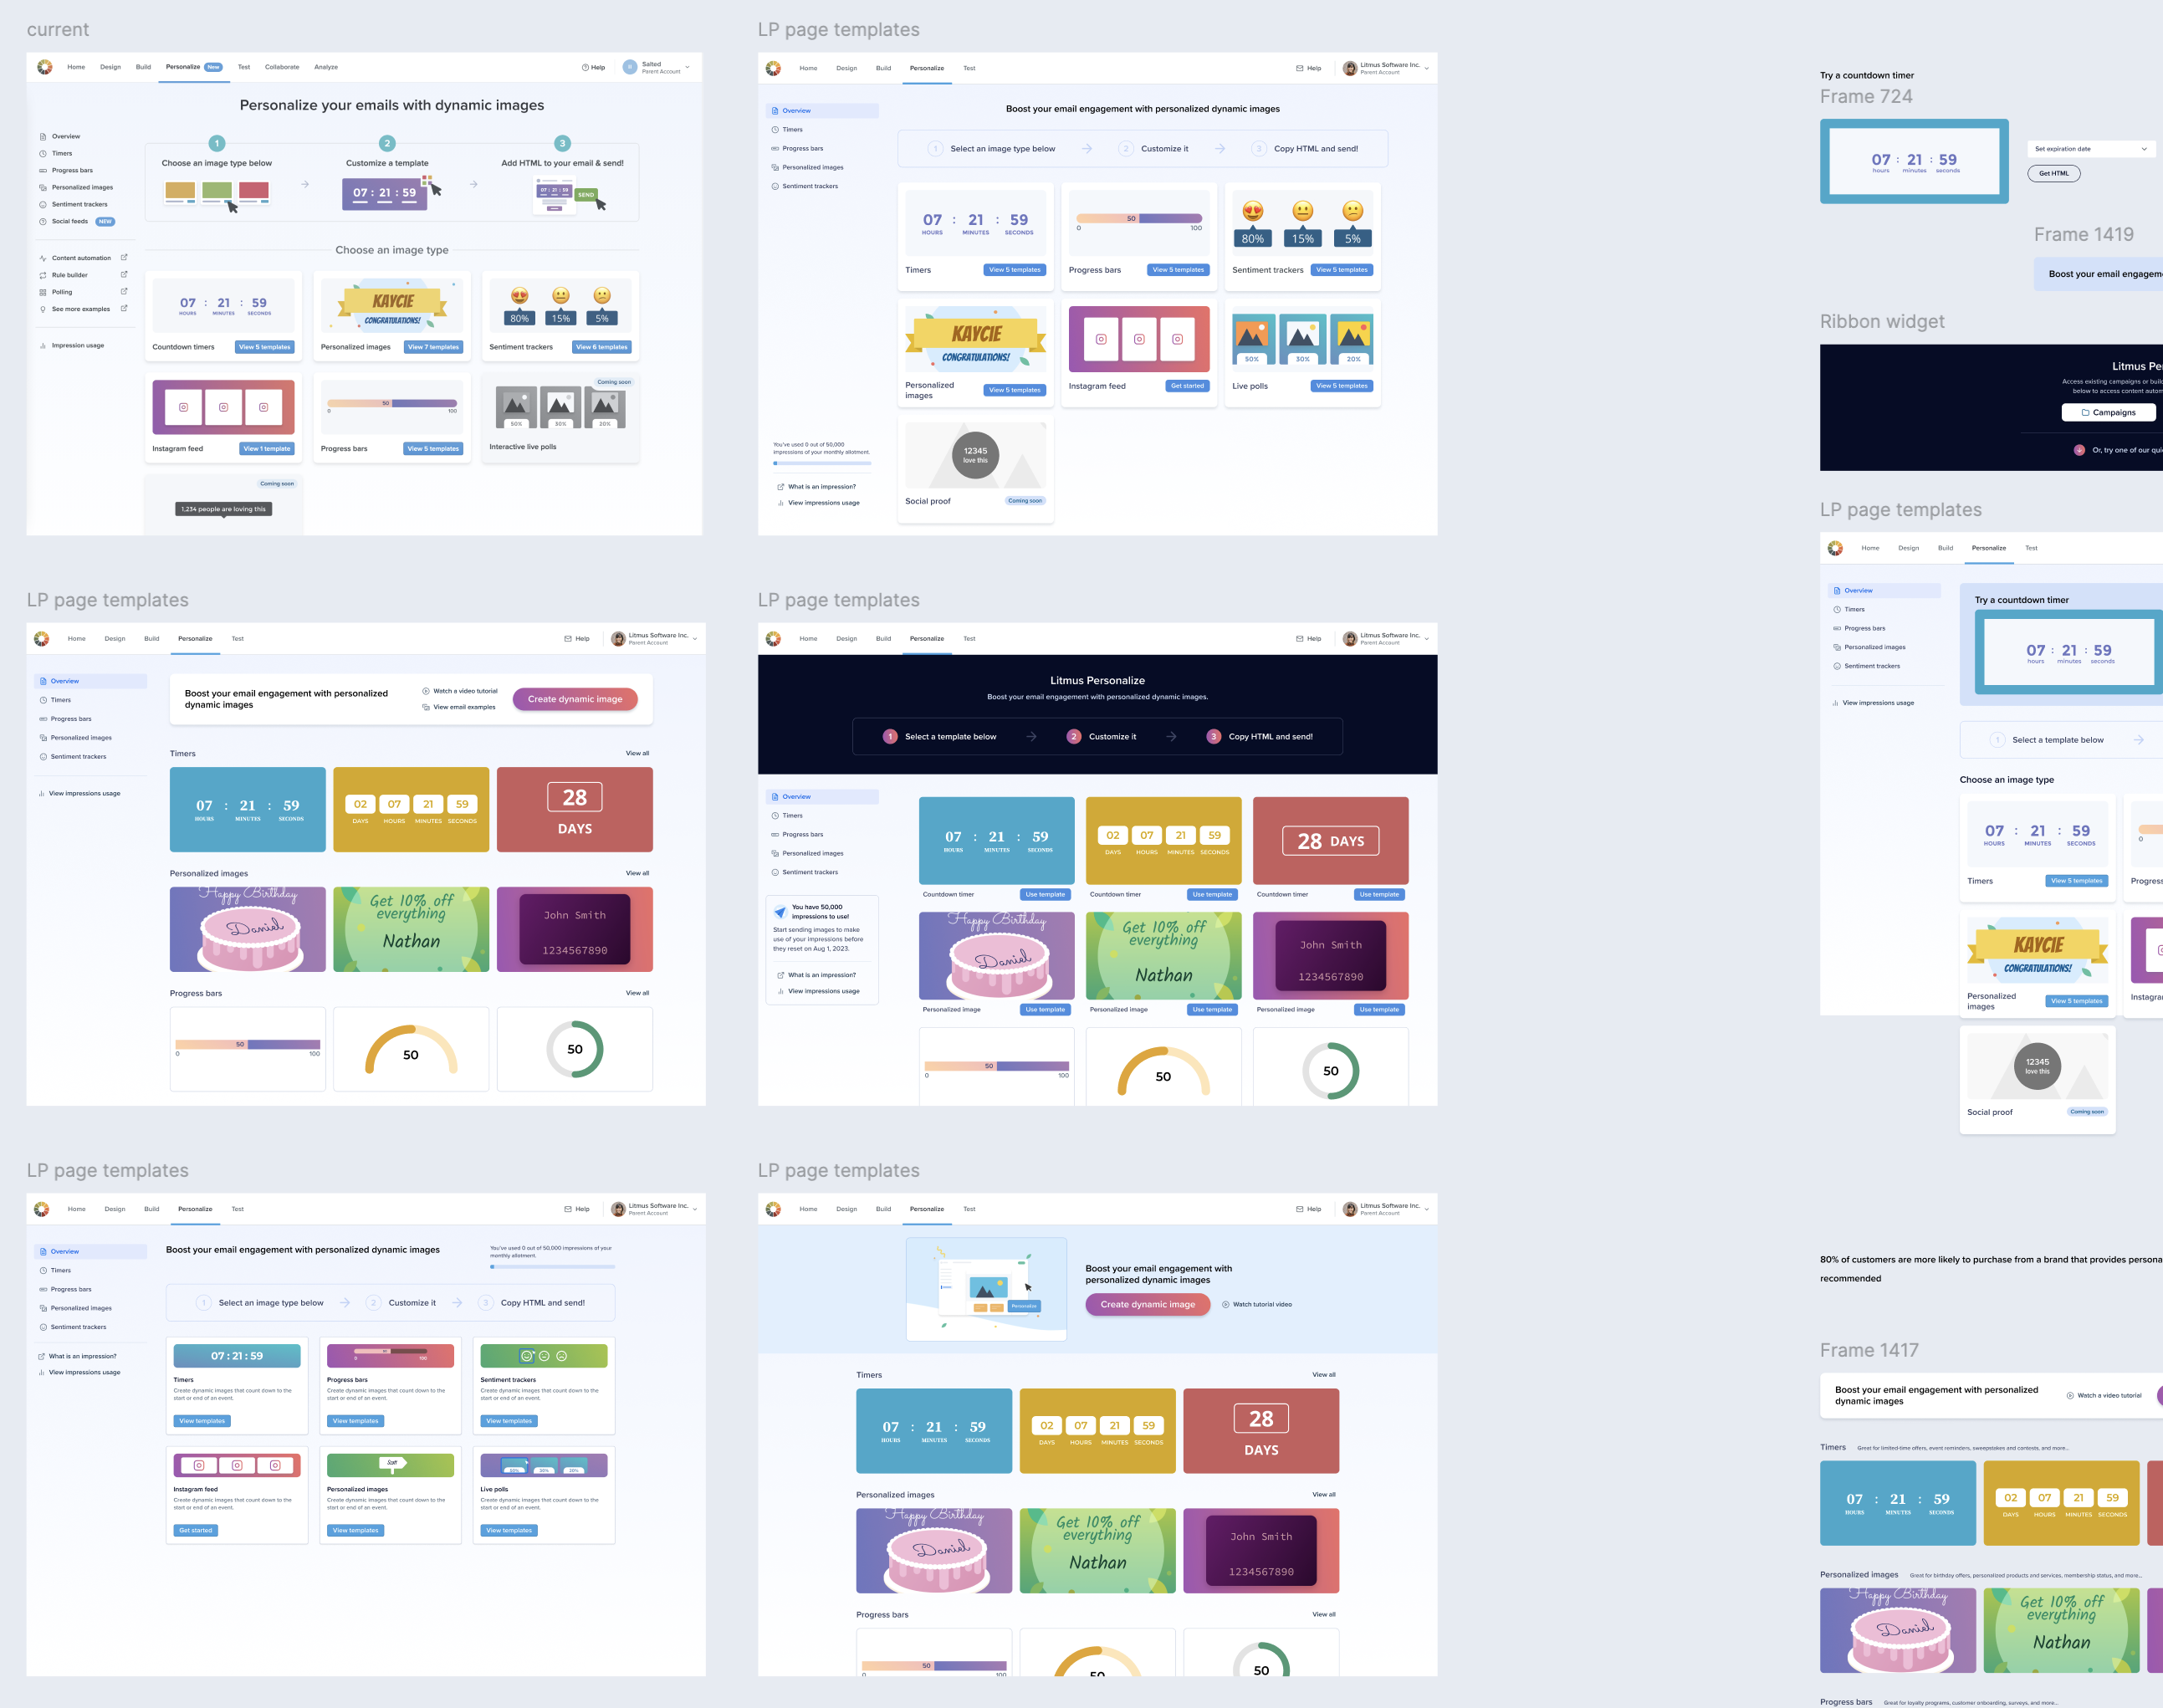 current
Home Design Build Personalize New Test Collaborate Analyze
Help
Salted
Parent Account
Personalize your emails with dynamic images
Overview
Timers
Progress bars
Personalized images
Sentiment trackers
Social feeds NEW
Content automation
Rule builder
Polling
See more examples
Impression usage
1
Choose an image type below
2
Customize a template
07 : 21 : 59
3
Add HTML to your email & send!
07 : 21 : 59
SEND
Choose an image type
07 : 21 : 59
HOURS MINUTES SECONDS
Countdown timers View 5 templates
KAYCIE
CONGRATULATIONS!
Personalized images View 7 templates
80% 15% 5%
Sentiment trackers View 6 templates
Instagram feed View 1 template
50
0 100
Progress bars View 5 templates
Coming soon
50% 30% 20%
Interactive live polls
Coming soon
1,234 people are loving this
LP page templates
Home Design Build Personalize Test
Help
Litmus Software Inc.
Parent Account
Overview
Timers
Progress bars
Personalized images
Sentiment trackers
You've used 0 out of 50,000
impressions of your monthly allotment.
What is an impression?
View impressions usage
Boost your email engagement with personalized dynamic images
1 Select an image type below 2 Customize it 3 Copy HTML and send!
07 : 21 : 59
HOURS MINUTES SECONDS
Timers View 5 templates
50
0 100
Progress bars View 5 templates
80% 15% 5%
Sentiment trackers View 5 templates
KAYCIE
CONGRATULATIONS!
Personalized
images
View 5 templates
Instagram feed Get started
50% 30% 20%
Live polls View 5 templates
12345
love this
Social proof Coming soon
Try a countdown timer
Frame 724
07 : 21 : 59
hours minutes seconds
Set expiration date
Get HTML
Frame 1419
Boost your email engagem
Ribbon widget
Litmus Pe
Access existing campaigns or buil
below to access content autom
Campaigns
Or, try one of our qui
LP page templates
Home Design Build Personalize Test
Overview
Timers
Progress bars
Personalized images
Sentiment trackers
View impressions usage
Try a countdown timer
07 : 21 : 59
hours minutes seconds
1 Select a template below
Choose an image type
07 : 21 : 59
HOURS MINUTES SECONDS
Timers View 5 templates
0
Progress
KAYCIE
CONGRATULATIONS!
Personalized
images
View 5 templates
Instagra
12345
love this
Social proof Coming soon
LP page templates
Home Design Build Personalize Test
Help
Litmus Software Inc.
Parent Account
Overview
Timers
Progress bars
Personalized images
Sentiment trackers
View impressions usage
Boost your email engagement with personalized
dynamic images
Watch a video tutorial
View email examples
Create dynamic image
Timers View all
07 : 21 : 59
HOURS MINUTES SECONDS
02 07 21 59
DAYS HOURS MINUTES SECONDS
28
DAYS
Personalized images View all
Happy Birthday
Daniel
Get 10% off
everything
Nathan
John Smith
1234567890
Progress bars View all
50
0 100
50
50
LP page templates
Home Design Build Personalize Test
Help
Litmus Software Inc.
Parent Account
Litmus Personalize
Boost your email engagement with personalized dynamic images.
1 Select a template below 2 Customize it 3 Copy HTML and send!
Overview
Timers
Progress bars
Personalized images
Sentiment trackers
You have 50,000
impressions to use!
Start sending images to make
use of your impressions before
they reset on Aug 1, 2023.
What is an impression?
View impressions usage
07 : 21 : 59
HOURS MINUTES SECONDS
Countdown timer Use template
02 07 21 59
DAYS HOURS MINUTES SECONDS
Countdown timer Use template
28 DAYS
Countdown timer Use template
Happy Birthday
Daniel
Personalized image Use template
Get 10% off
everything
Nathan
Personalized image Use template
John Smith
1234567890
Personalized image Use template
50
0 100
50
50
LP page templates
Home Design Build Personalize Test
Help
Litmus Software Inc.
Parent Account
Overview
Timers
Progress bars
Personalized images
Sentiment trackers
What is an impression?
View impressions usage
Boost your email engagement with personalized dynamic images
You've used 0 out of 50,000 impressions of your
monthly allotment.
1 Select an image type below 2 Customize it 3 Copy HTML and send!
07 : 21 : 59
Timers
Create dynamic images that count down to the
start or end of an event.
View templates
Progress bars
Create dynamic images that count down to the
start or end of an event.
View templates
Sentiment trackers
Create dynamic images that count down to the
start or end of an event.
View templates
Instagram feed
Create dynamic images that count down to the
start or end of an event.
Get started
Personalized images
Create dynamic images that count down to the
start or end of an event.
View templates
Live polls
Create dynamic images that count down to the
start or end of an event.
View templates
LP page templates
Home Design Build Personalize Test
Help
Litmus Software Inc.
Parent Account
Personalize
Boost your email engagement with
personalized dynamic images
Create dynamic image
Watch tutorial video
Timers View all
07 : 21 : 59
HOURS MINUTES SECONDS
02 07 21 59
DAYS HOURS MINUTES SECONDS
28
DAYS
Personalized images View all
Happy Birthday
Daniel
Get 10% off
everything
Nathan
John Smith
1234567890
Progress bars View all
50
0 100
50
50
80% of customers are more likely to purchase from a brand that provides persona
recommended
Frame 1417
Boost your email engagement with personalized
dynamic images
Watch a video tutorial
Timers Great for limited-time offers, event reminders, sweepstakes and contests, and more...
07 : 21 : 59
HOURS MINUTES SECONDS
02 07 21 59
DAYS HOURS MINUTES SECONDS
Personalized images Great for birthday offers, personalized products and services, membership status, and more...
Happy Birthday
Daniel
Get 10% off
everything
Nathan
Progress bars Great for loyalty programs, customer onboarding, surveys, and more...